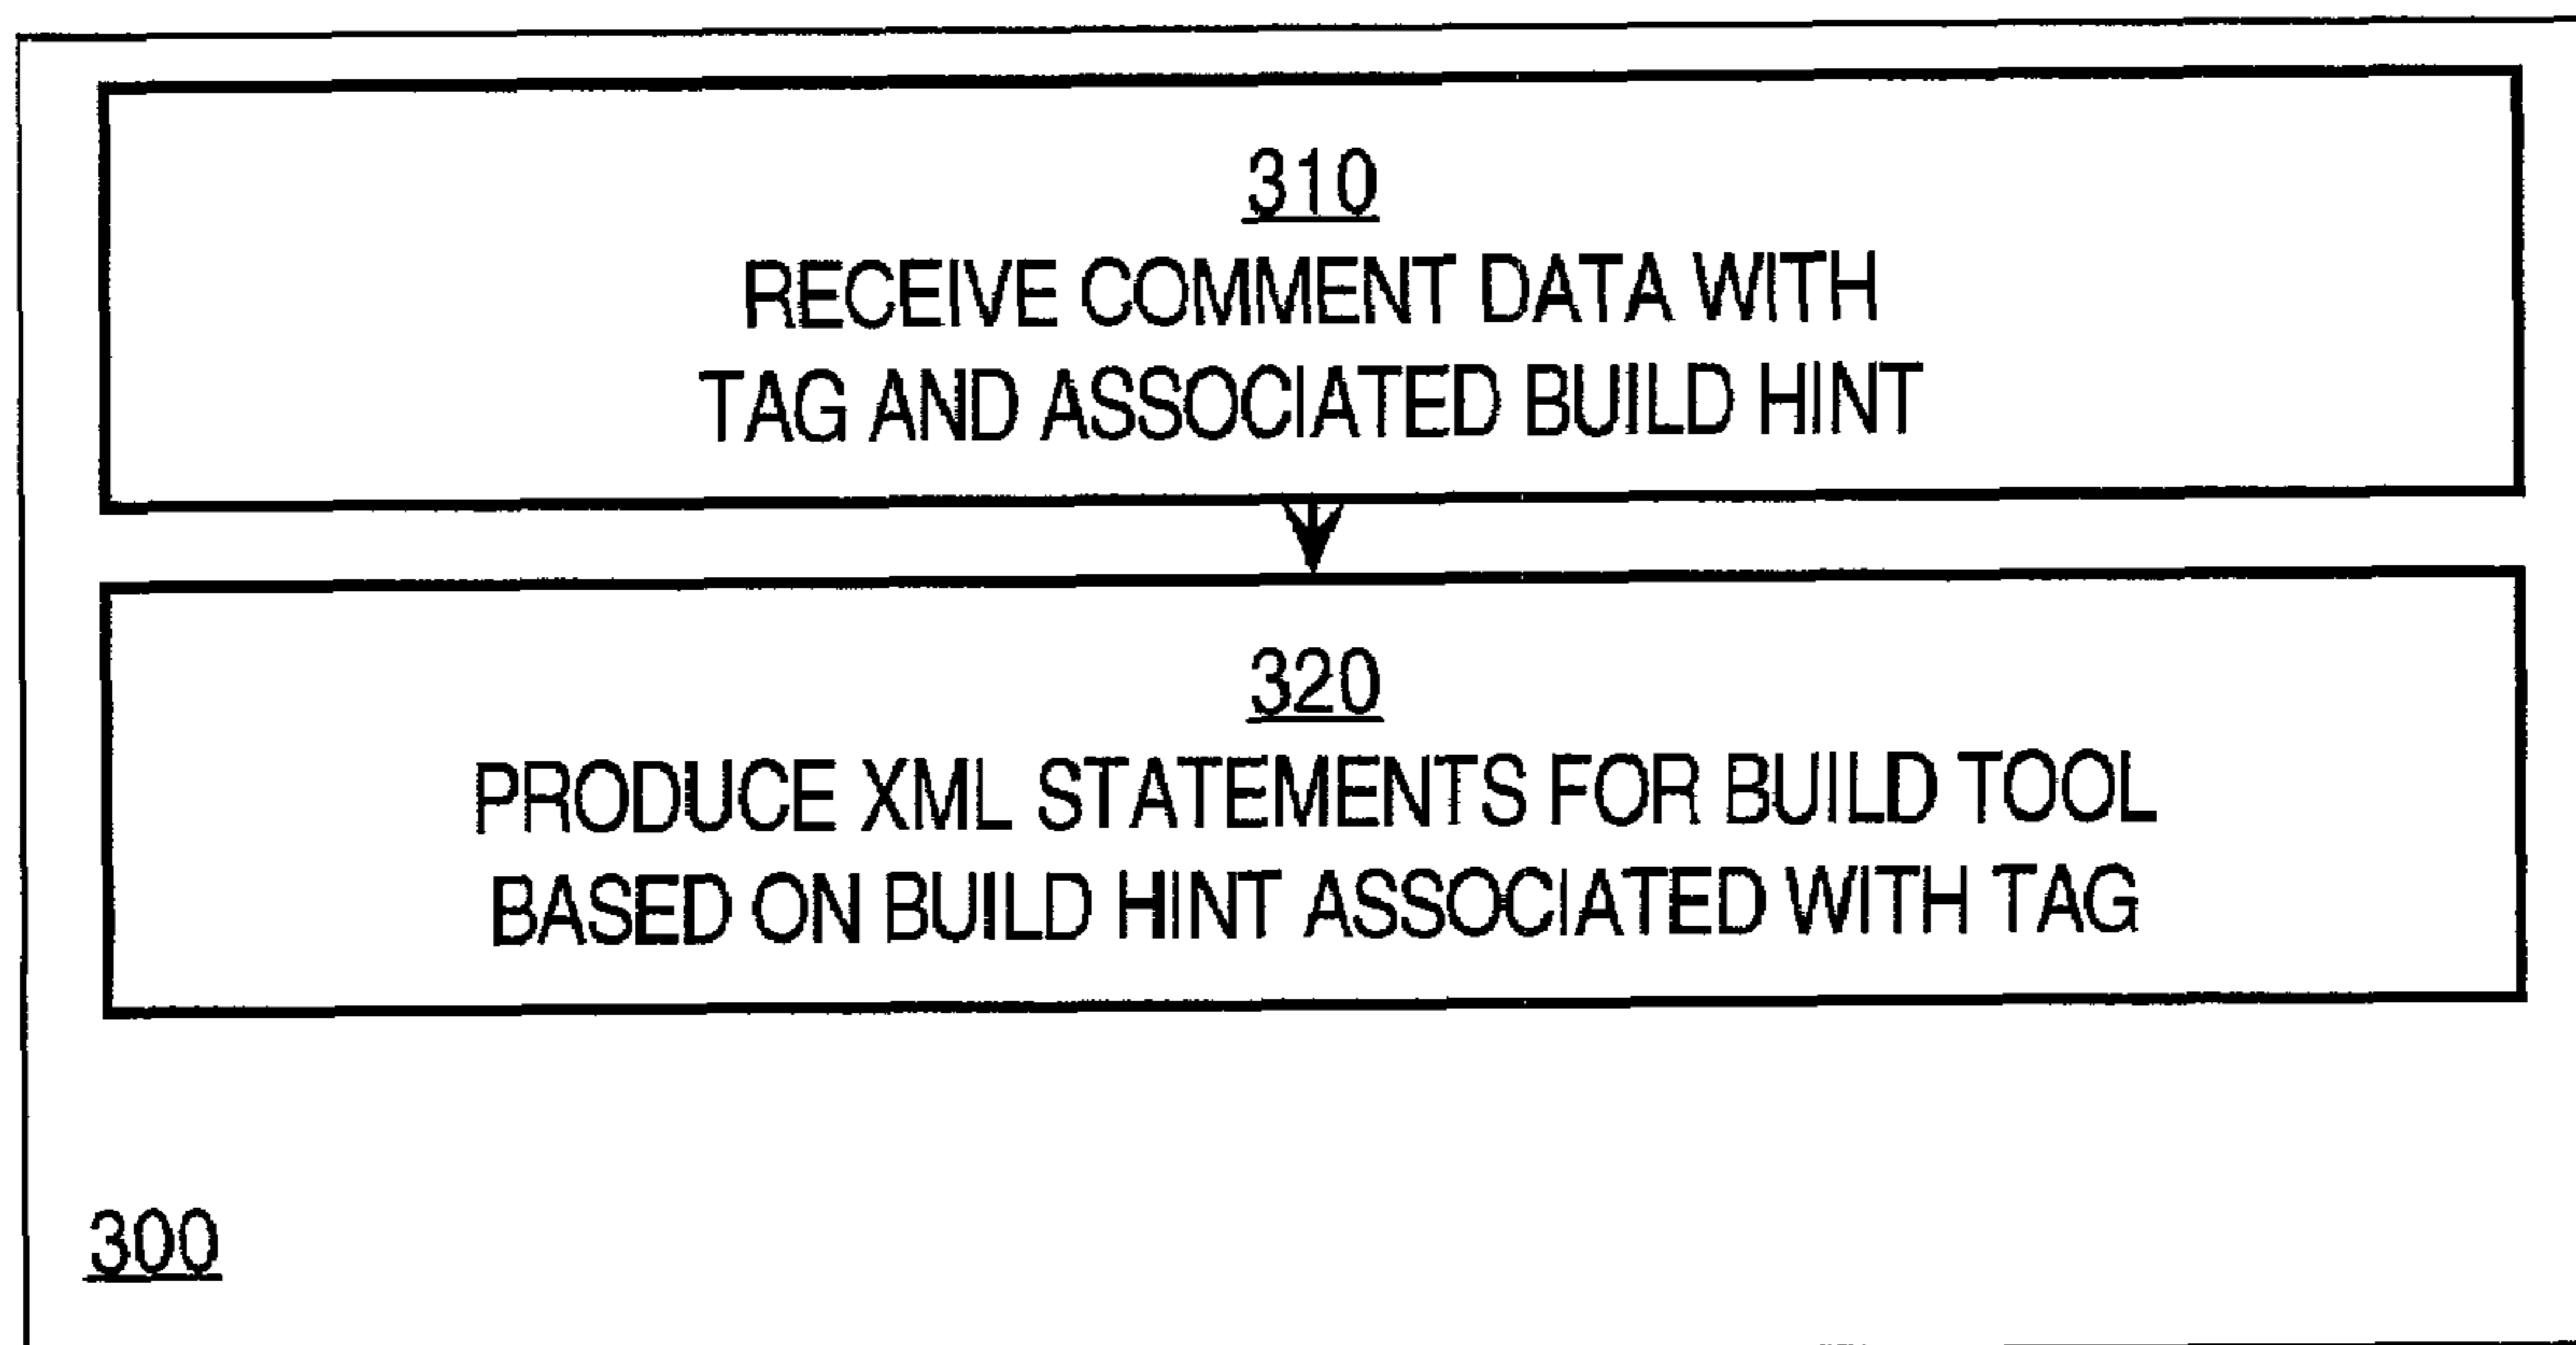 310
RECEIVE COMMENT DATA WITH
TAG AND ASSOCIATED BUILD HINT
320
PRODUCE XML STATEMENTS FOR BUILD TOOL
BASED ON BUILD HINT ASSOCIATED WITH TAG
300